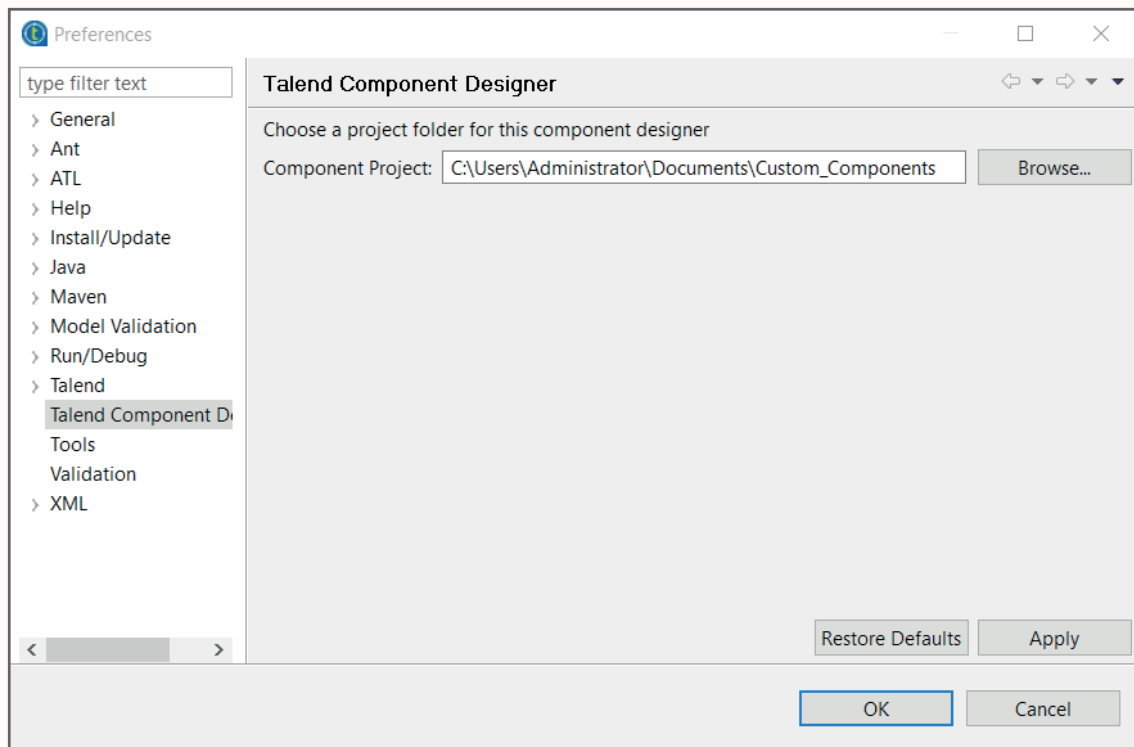 Preferences
type filter text
General
Ant
ATL
Help
Install/Update
Java
Maven
Model Validation
Run/Debug
Talend
Talend Component D
Tools
Validation
XML
Talend Component Designer
Choose a project folder for this component designer
Component Project: C:\Users\Administrator\Documents\Custom_Components Browse...
Restore Defaults Apply
OK Cancel